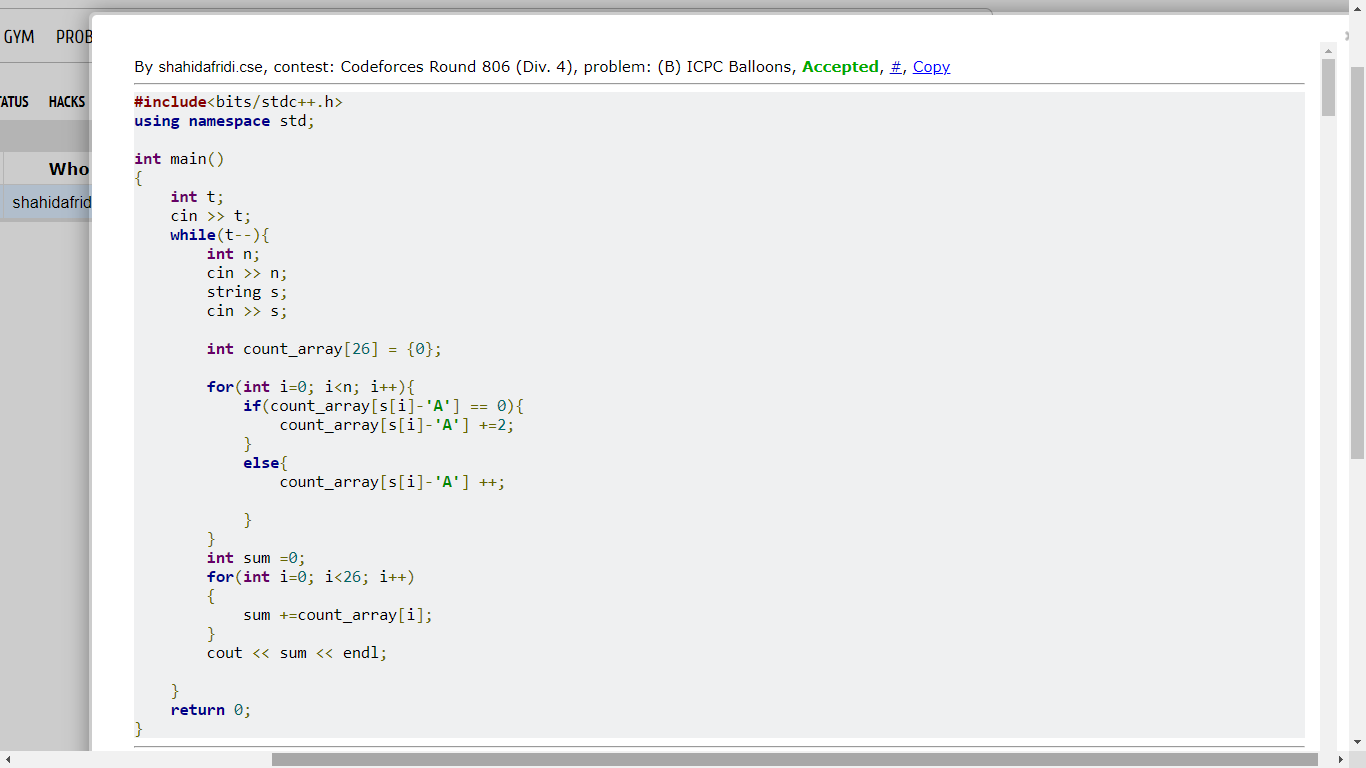 GYM PROB
TATUS HACKS
Who
shahidafrid
By shahidafridi.cse, contest: Codeforces Round 806 (Div. 4), problem: (B) ICPC Balloons, Accepted, #, Copy
#include<bits/stdc++.h>
using namespace std;
int main()
{
    int t;
    cin >> t;
    while(t--){
        int n;
        cin >> n;
        string s;
        cin >> s;
        int count_array[26] = {0};
        for(int i=0; i<n; i++){
            if(count_array[s[i]-'A'] == 0){
                count_array[s[i]-'A'] +=2;
            }
            else{
                count_array[s[i]-'A'] ++;
            }
        }
        int sum =0;
        for(int i=0; i<26; i++)
        {
            sum +=count_array[i];
        }
        cout << sum << endl;
    }
    return 0;
}